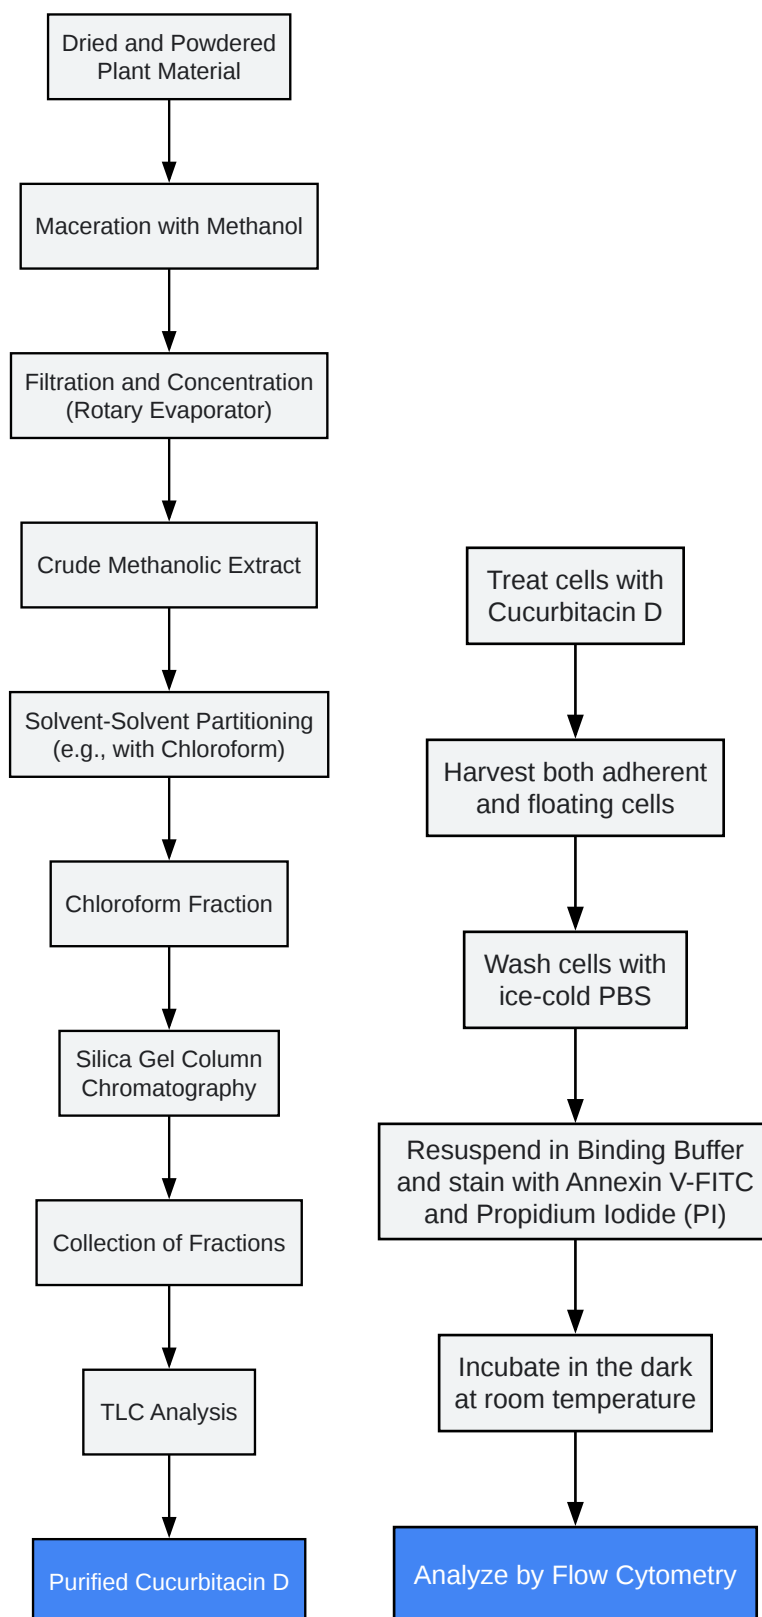 Dried and Powdered
Plant Material
Maceration with Methanol
Filtration and Concentration
(Rotary Evaporator)
Crude Methanolic Extract
Solvent-Solvent Partitioning
(e.g., with Chloroform)
Chloroform Fraction
Silica Gel Column
Chromatography
Collection of Fractions
TLC Analysis
Purified Cucurbitacin D
Treat cells with
Cucurbitacin D
Harvest both adherent
and floating cells
Wash cells with
ice-cold PBS
Resuspend in Binding Buffer
and stain with Annexin V-FITC
and Propidium Iodide (PI)
Incubate in the dark
at room temperature
Analyze by Flow Cytometry